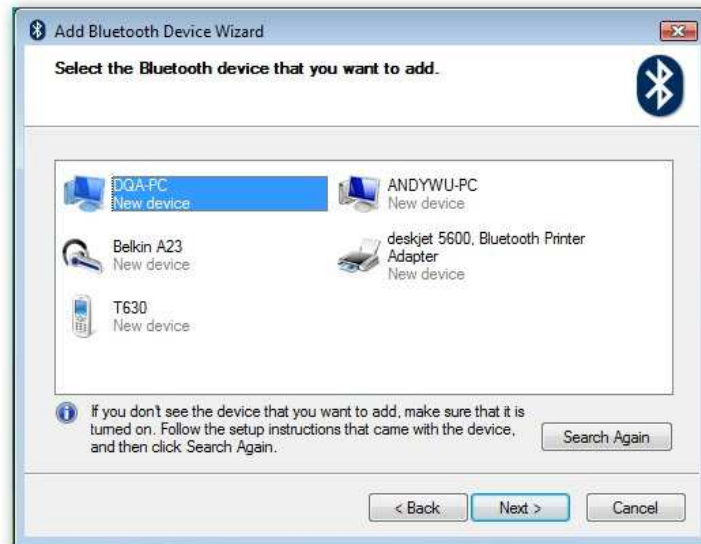 Add Bluetooth Device Wizard
Select the Bluetooth device that you want to add.
DQA-PC
New device
ANDYWU-PC
New device
Belkin A23
New device
deskjet 5600, Bluetooth Printer
Adapter
New device
T630
New device
If you don't see the device that you want to add, make sure that it is
turned on. Follow the setup instructions that came with the device,
and then click Search Again.
Search Again
< Back
Next >
Cancel